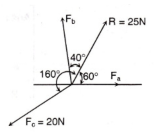 F_b
R = 25N
40°
160°
60°
F_a
F_c = 20N